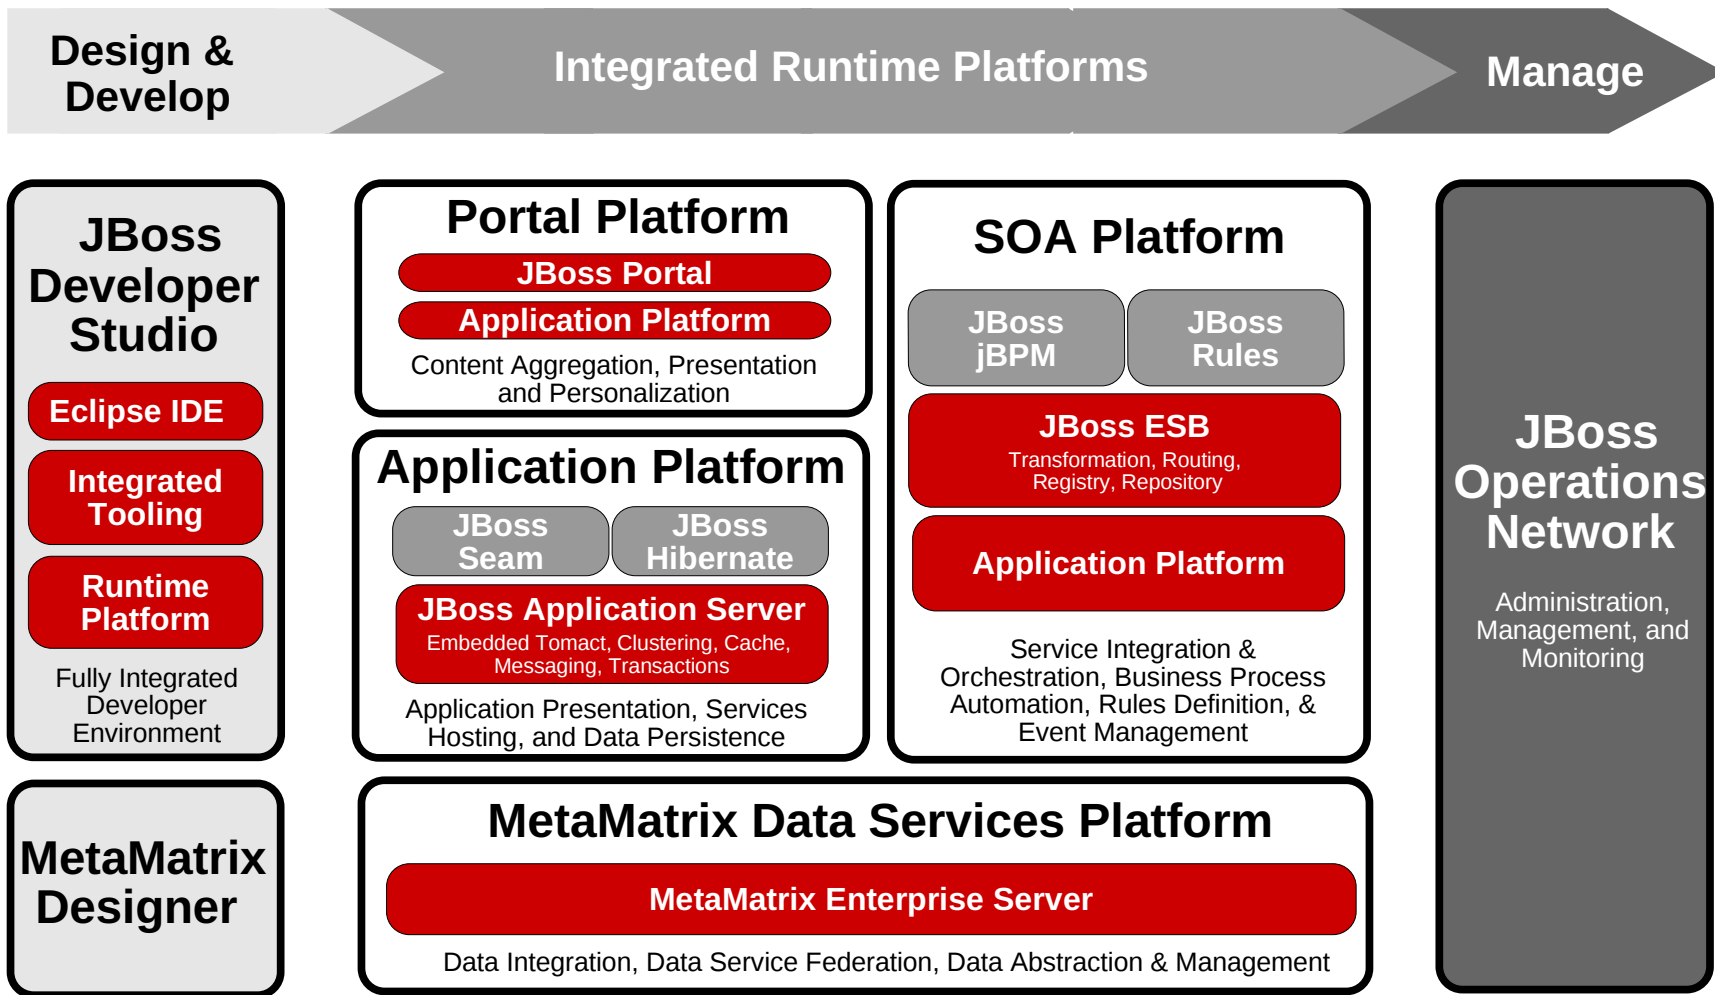 Design &
Develop
Integrated Runtime Platforms
Manage
JBoss
Developer
Studio
Eclipse IDE
Integrated
Tooling
Runtime
Platform
Fully Integrated
Developer
Environment
MetaMatrix
Designer
Portal Platform
JBoss Portal
Application Platform
Content Aggregation, Presentation
and Personalization
Application Platform
JBoss
Seam
JBoss
Hibernate
JBoss Application Server
Embedded Tomact, Clustering, Cache,
Messaging, Transactions
Application Presentation, Services
Hosting, and Data Persistence
SOA Platform
JBoss
jBPM
JBoss
Rules
JBoss ESB
Transformation, Routing,
Registry, Repository
Application Platform
Service Integration &
Orchestration, Business Process
Automation, Rules Definition, &
Event Management
MetaMatrix Data Services Platform
MetaMatrix Enterprise Server
Data Integration, Data Service Federation, Data Abstraction & Management
JBoss
Operations
Network
Administration,
Management, and
Monitoring